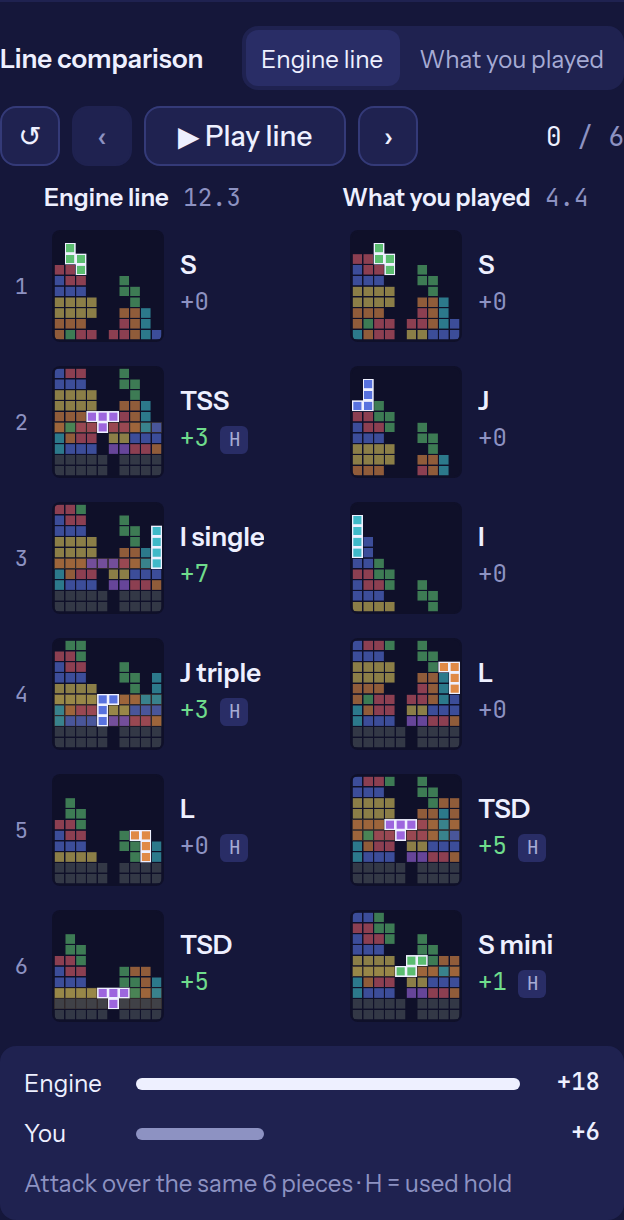 Line comparison Engine line What you played
↺ ‹ ▶ Play line › 0 / 6
Engine line 12.3 What you played 4.4
1 S +0 S +0
2 TSS +3 H J +0
3 I single +7 I +0
4 J triple +3 H L +0
5 L +0 H TSD +5 H
6 TSD +5 S mini +1 H
Engine +18
You +6
Attack over the same 6 pieces · H = used hold